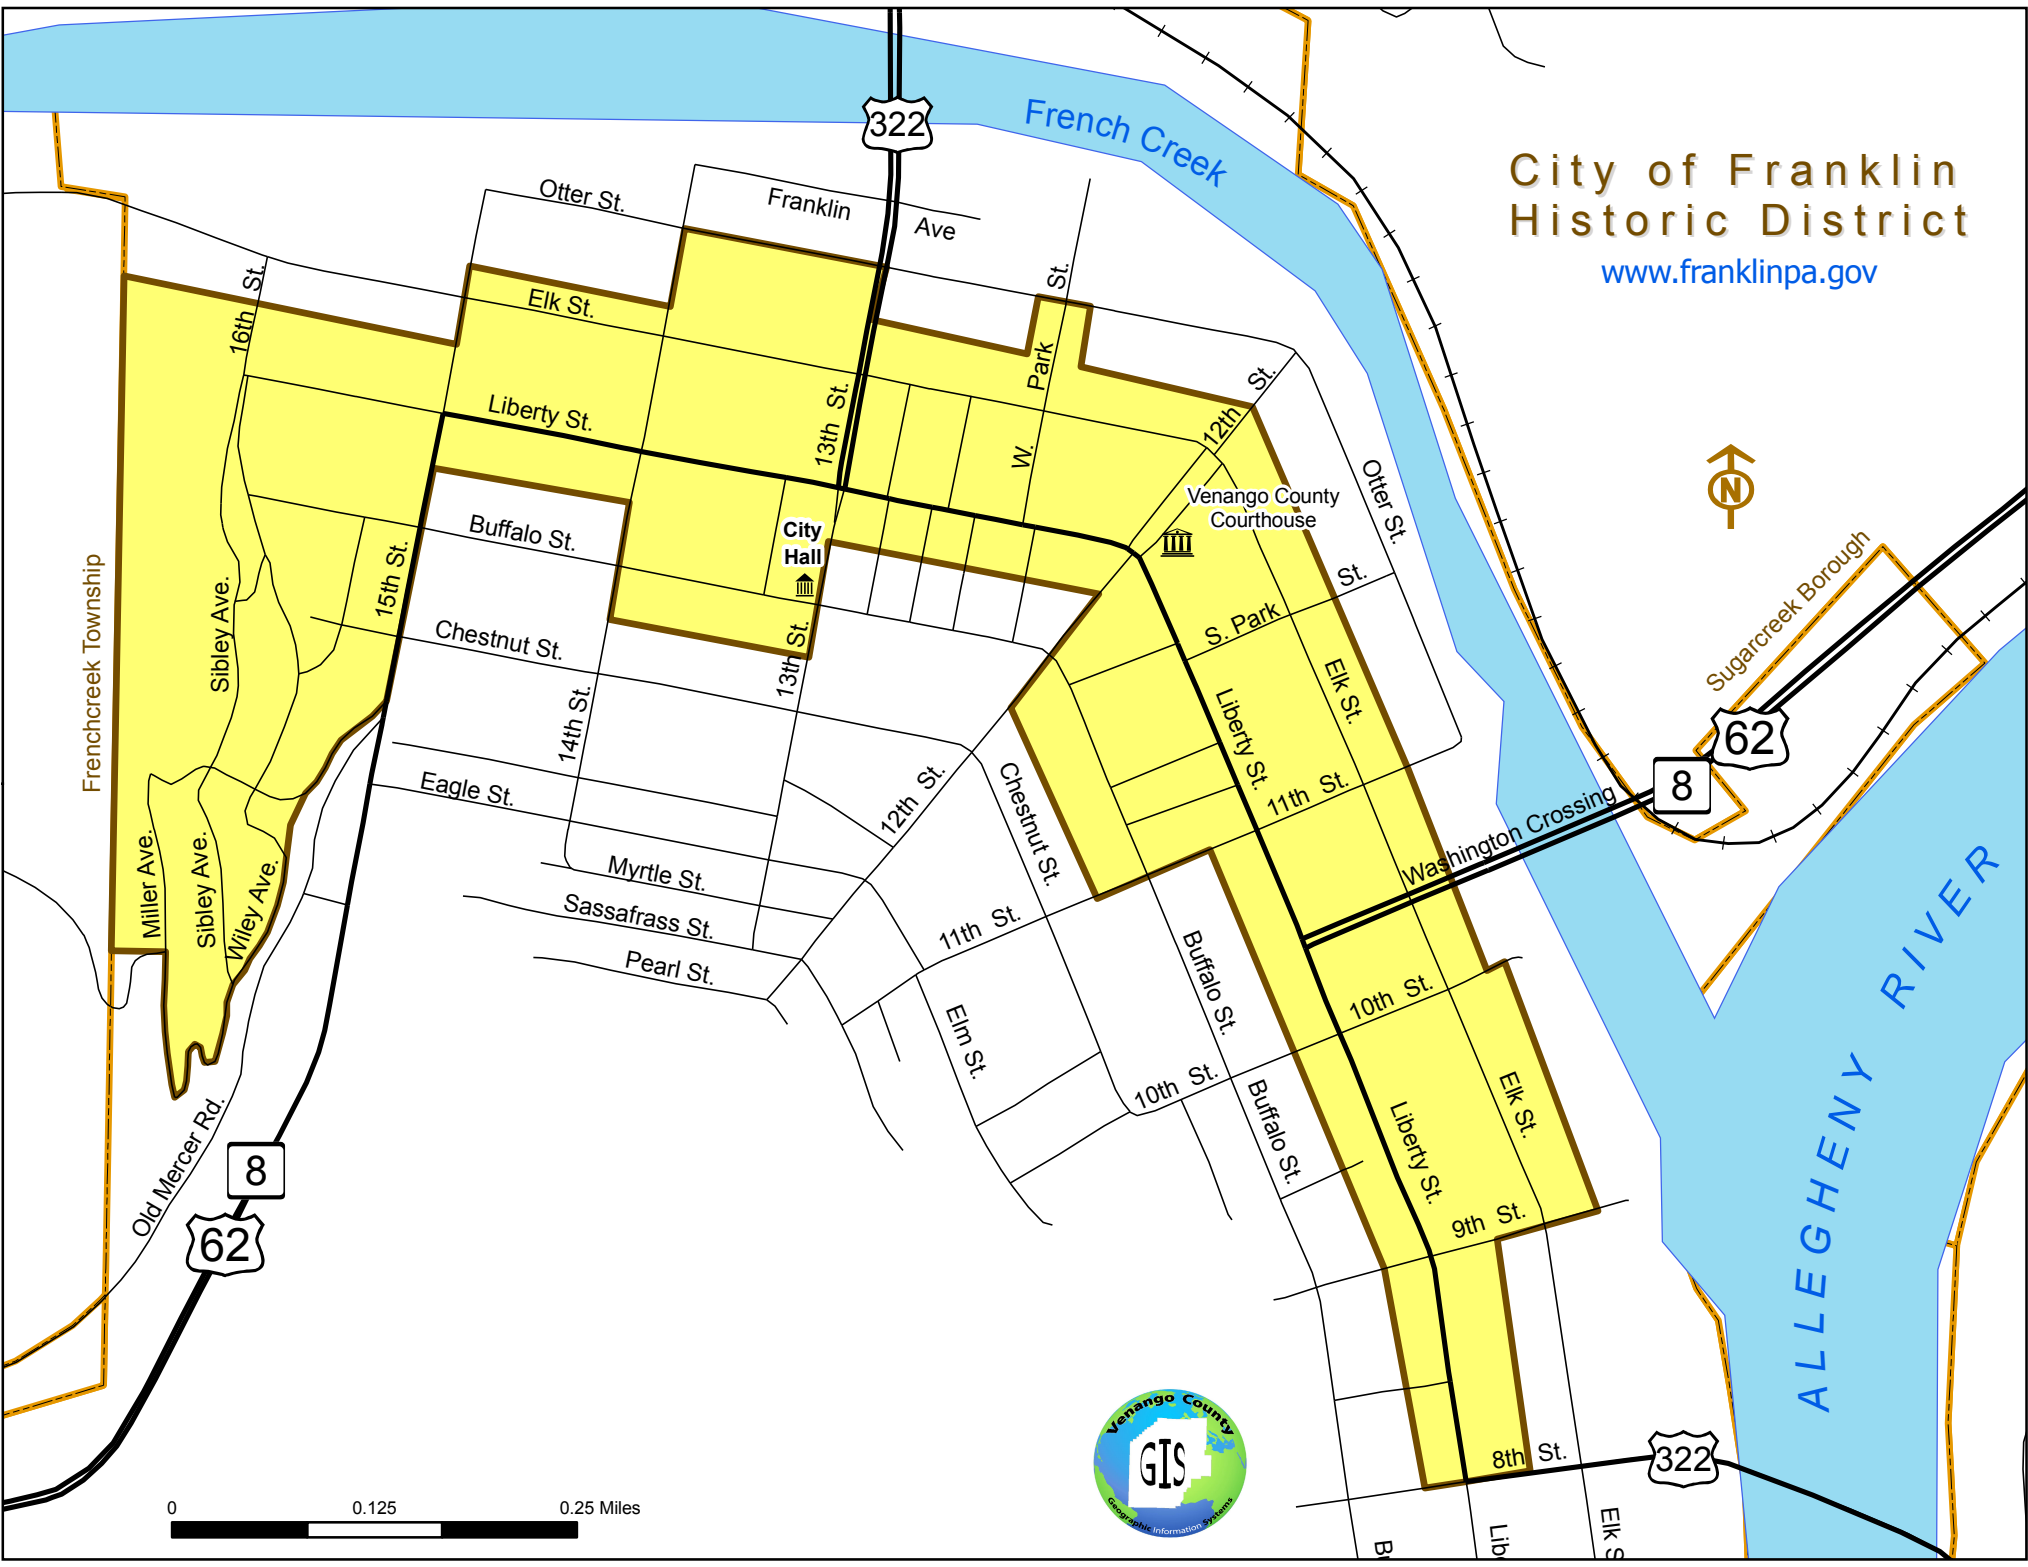 City of Franklin
Historic District
www.franklinpa.gov
French Creek
322
Otter St.
Franklin
Ave
16th St.
Elk St.
W. Park St.
12th St.
Liberty St.
13th St.
Venango County
Courthouse
Otter St.
N
City
Hall
Buffalo St.
15th St.
Frenchcreek Township
Sibley Ave.
Chestnut St.
13th St.
S. Park St.
Elk St.
Sugarcreek Borough
62
8
14th St.
Liberty St.
11th St.
Washington Crossing
Eagle St.
12th St.
Chestnut St.
Myrtle St.
Sassafrass St.
Pearl St.
11th St.
Miller Ave.
Sibley Ave.
Wiley Ave.
Buffalo St.
10th St.
Elm St.
10th St.
Buffalo St.
Liberty St.
Elk St.
ALLEGHENY RIVER
Old Mercer Rd.
8
62
9th St.
8th St.
322
Venango County
GIS
Geographic Information Systems
0 0.125 0.25 Miles
Bu
Libe
Elk S